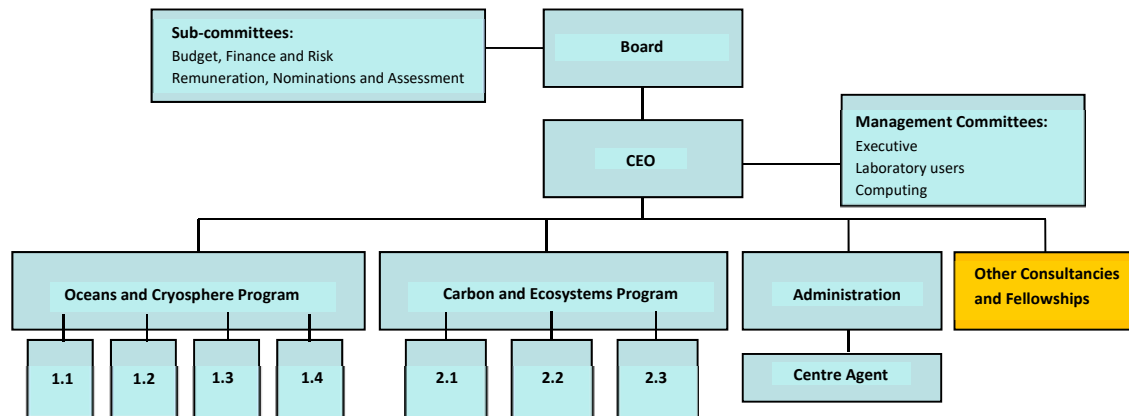 Sub-committees:
Budget, Finance and Risk
Remuneration, Nominations and Assessment
Board
CEO
Management Committees:
Executive
Laboratory users
Computing
Oceans and Cryosphere Program
Carbon and Ecosystems Program
Administration
Other Consultancies
and Fellowships
1.1
1.2
1.3
1.4
2.1
2.2
2.3
Centre Agent